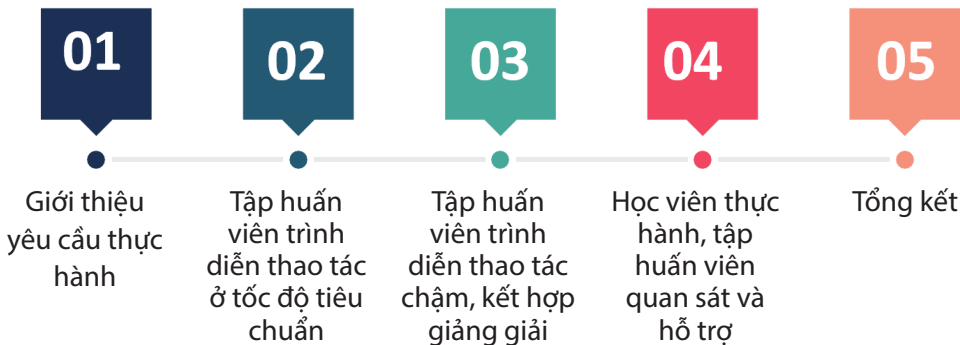 01
Giới thiệu
yêu cầu thực
hành
02
Tập huấn
viên trình
diễn thao tác
ở tốc độ tiêu
chuẩn
03
Tập huấn
viên trình
diễn thao tác
chậm, kết hợp
giảng giải
04
Học viên thực
hành, tập
huấn viên
quan sát và
hỗ trợ
05
Tổng kết